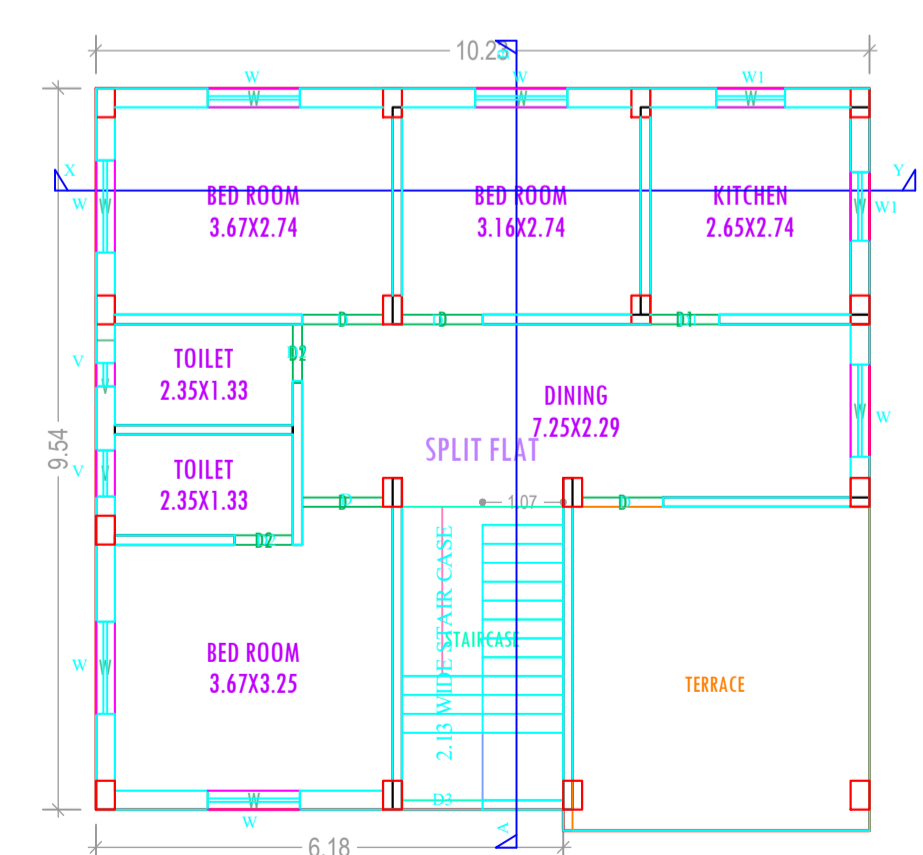 10.23
W
W
W1
W
W
W
X
Y
W
W
W
W1
BED ROOM
3.67X2.74
BED ROOM
3.16X2.74
KITCHEN
2.65X2.74
D
D
D1
D2
TOILET
2.35X1.33
V
V
W
W
DINING
7.25X2.29
SPLIT FLAT
9.54
TOILET
2.35X1.33
V
V
D
1.07
D
D2
2.13 WIDE STAIR CASE
STAIRCASE
BED ROOM
3.67X3.25
W
W
TERRACE
W
D3
W
A
6.18